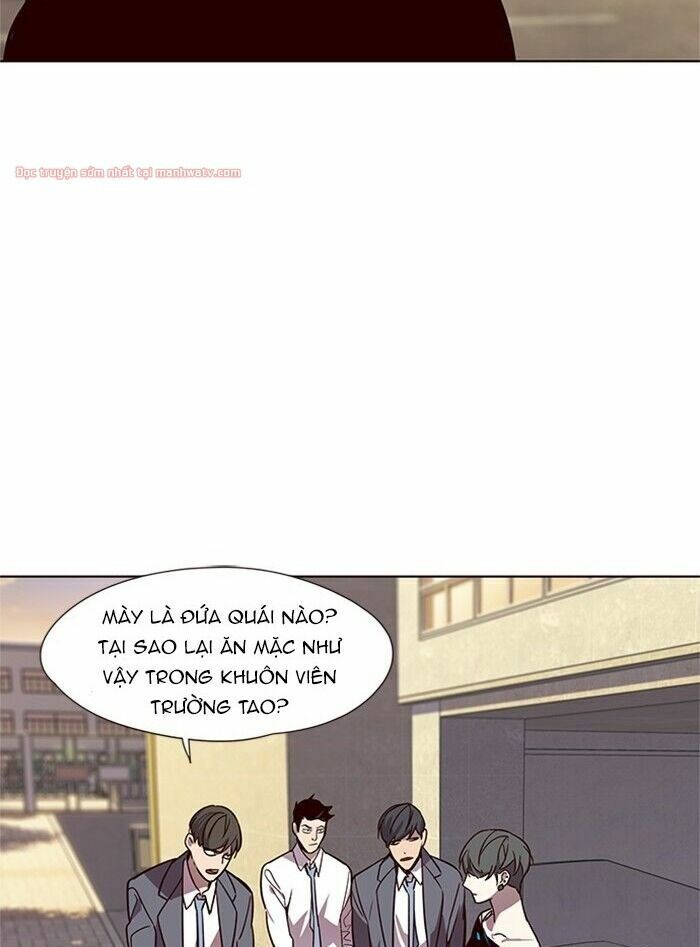 Đọc truyện sớm nhất tại manhwatv.com
MÀY LÀ ĐỨA QUÁI NÀO?
TẠI SAO LẠI ĂN MẶC NHƯ
VẬY TRONG KHUÔN VIÊN
TRƯỜNG TAO?